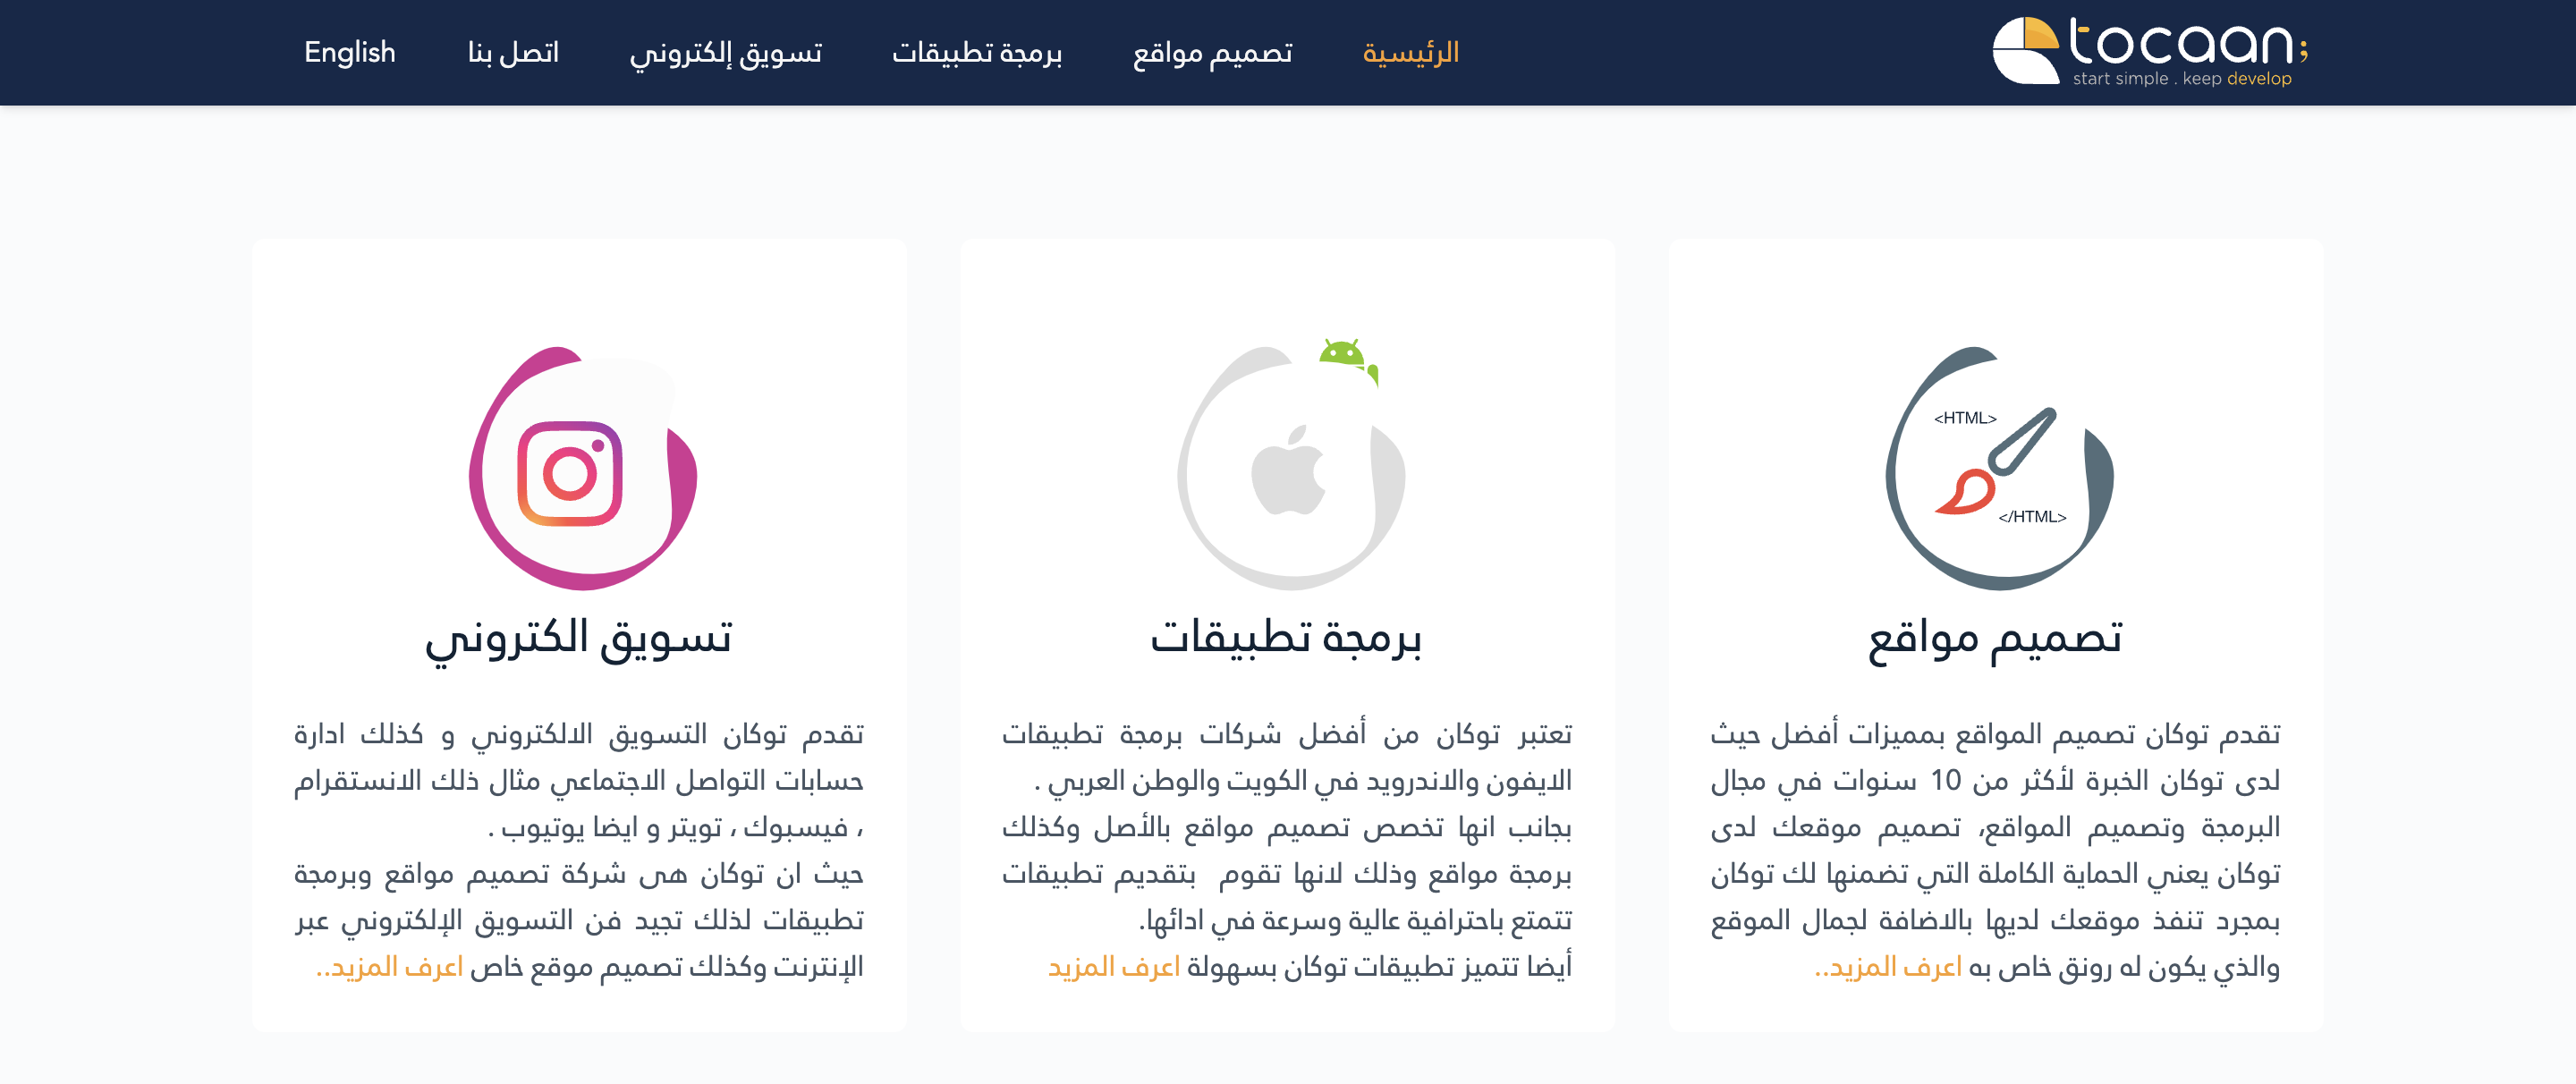 tocaan;
start simple . keep develop
الرئيسية
تصميم مواقع
برمجة تطبيقات
تسويق إلكتروني
اتصل بنا
English
<HTML>
</HTML>
تصميم مواقع
تقدم توكان تصميم المواقع بمميزات أفضل حيث
لدى توكان الخبرة لأكثر من 10 سنوات في مجال
البرمجة وتصميم المواقع، تصميم موقعك لدى
توكان يعني الحماية الكاملة التي تضمنها لك توكان
بمجرد تنفذ موقعك لديها بالاضافة لجمال الموقع
والذي يكون له رونق خاص به اعرف المزيد..
برمجة تطبيقات
تعتبر توكان من أفضل شركات برمجة تطبيقات
الايفون والاندرويد في الكويت والوطن العربي .
بجانب انها تخصص تصميم مواقع بالأصل وكذلك
برمجة مواقع وذلك لانها تقوم بتقديم تطبيقات
تتمتع باحترافية عالية وسرعة في ادائها.
أيضا تتميز تطبيقات توكان بسهولة اعرف المزيد
تسويق الكتروني
تقدم توكان التسويق الالكتروني و كذلك ادارة
حسابات التواصل الاجتماعي مثال ذلك الانستقرام
، فيسبوك ، تويتر و ايضا يوتيوب .
حيث ان توكان هى شركة تصميم مواقع وبرمجة
تطبيقات لذلك تجيد فن التسويق الإلكتروني عبر
الإنترنت وكذلك تصميم موقع خاص اعرف المزيد..